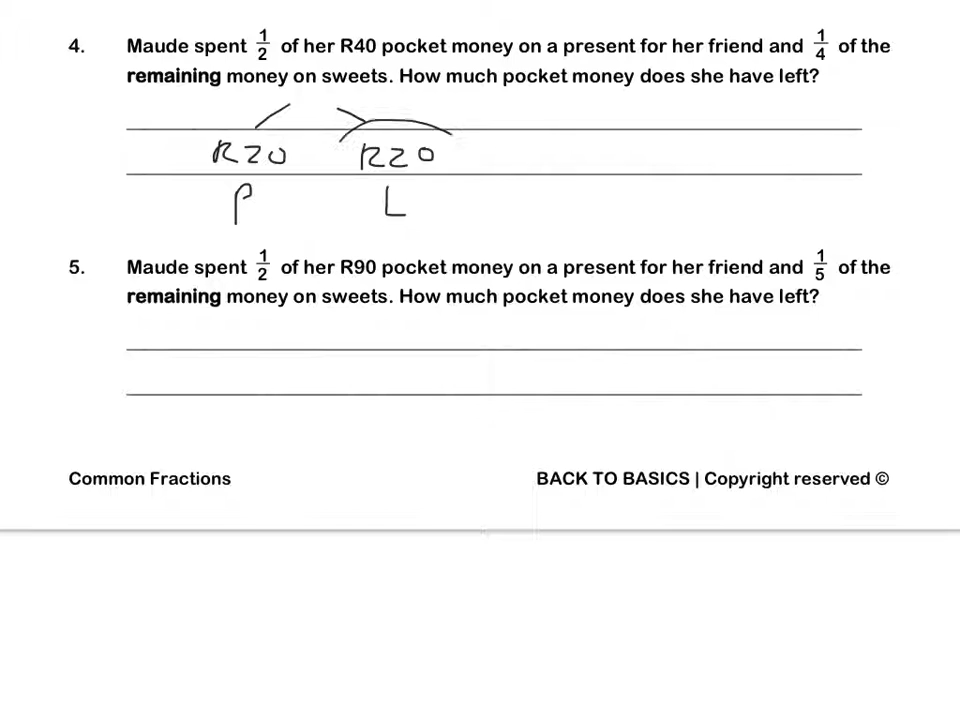 4. Maude spent 1/2 of her R40 pocket money on a present for her friend and 1/4 of the
remaining money on sweets. How much pocket money does she have left?
R20 R20
P L
5. Maude spent 1/2 of her R90 pocket money on a present for her friend and 1/5 of the
remaining money on sweets. How much pocket money does she have left?
Common Fractions BACK TO BASICS | Copyright reserved ©